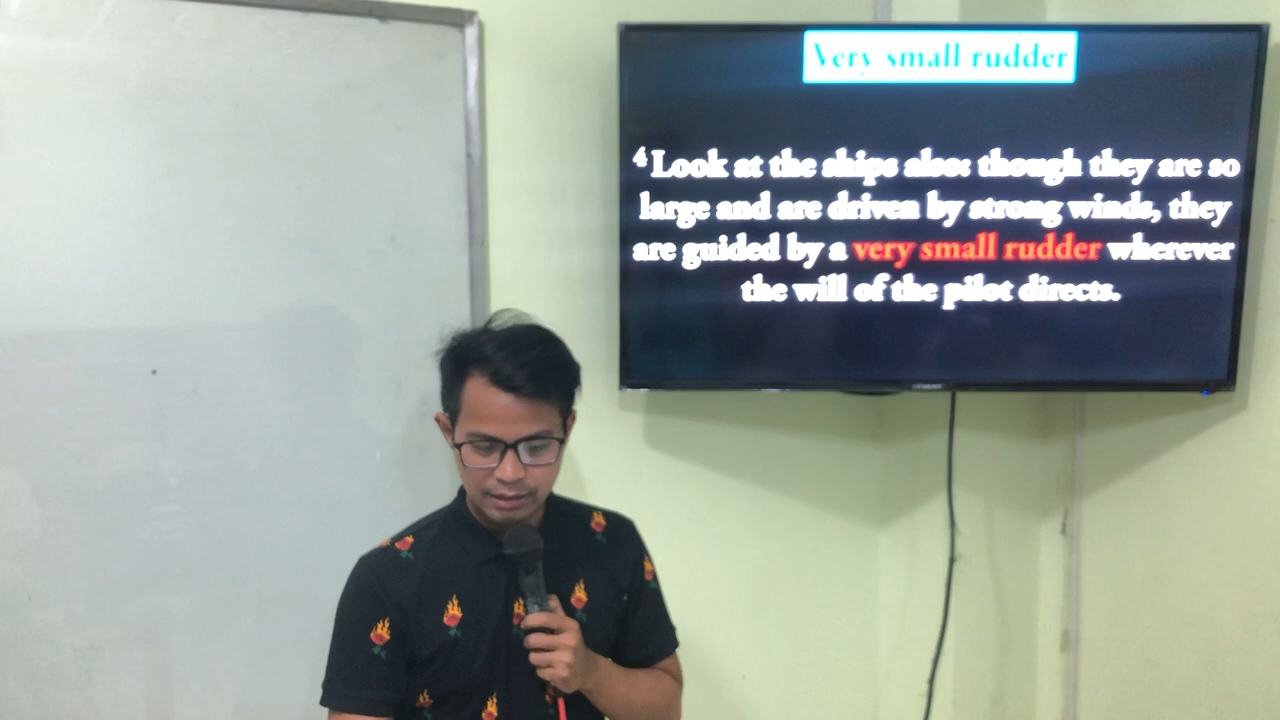 Very small rudder
4 Look at the ships also: though they are so
large and are driven by strong winds, they
are guided by a very small rudder wherever
the will of the pilot directs.